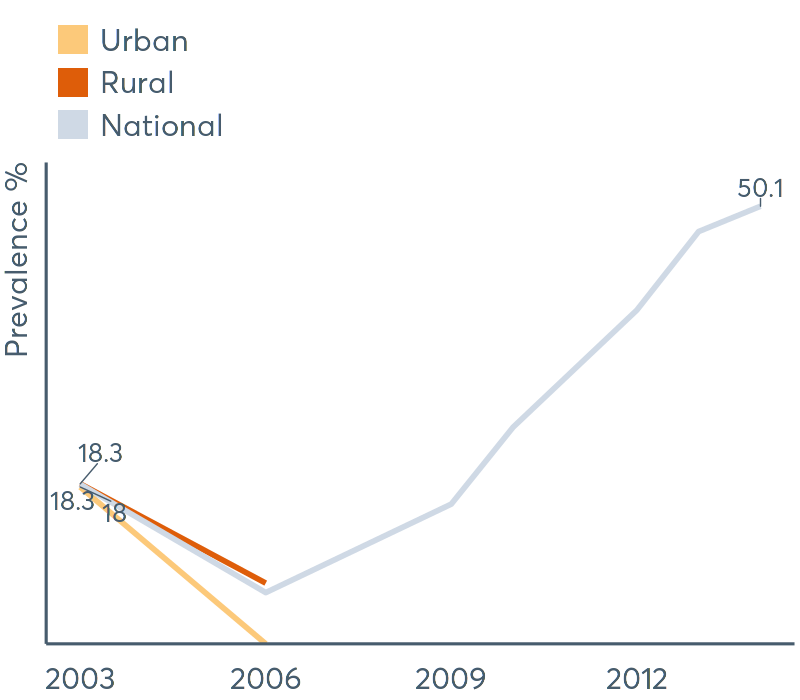 Urban
Rural
National
Prevalence %
50.1
18.3
18.3
18
2003 2006 2009 2012